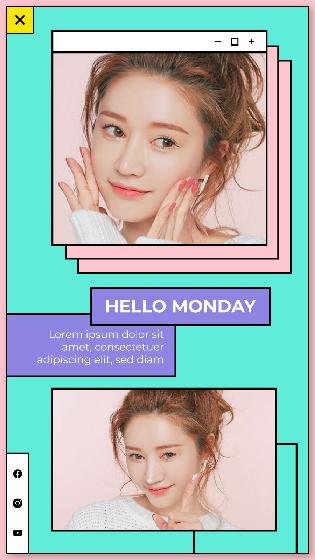 HELLO MONDAY
Lorem ipsum dolor sit
amet, consectetuer
adipiscing elit, sed diam